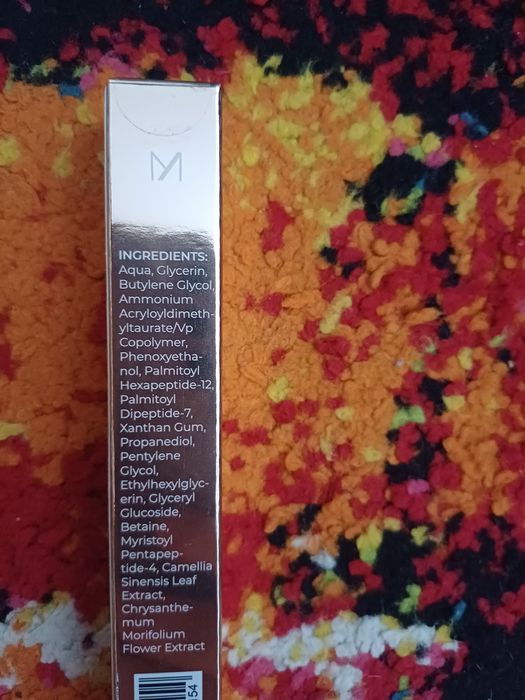 MY
INGREDIENTS:
Aqua, Glycerin,
Butylene Glycol,
Ammonium
Acryloyldimeth-
yltaurate/Vp
Copolymer,
Phenoxyetha-
nol, Palmitoyl
Hexapeptide-12,
Palmitoyl
Dipeptide-7,
Xanthan Gum,
Propanediol,
Pentylene
Glycol,
Ethylhexylglyc-
erin, Glyceryl
Glucoside,
Betaine,
Myristoyl
Pentapep-
tide-4, Camellia
Sinensis Leaf
Extract,
Chrysanthe-
mum
Morifolium
Flower Extract
54